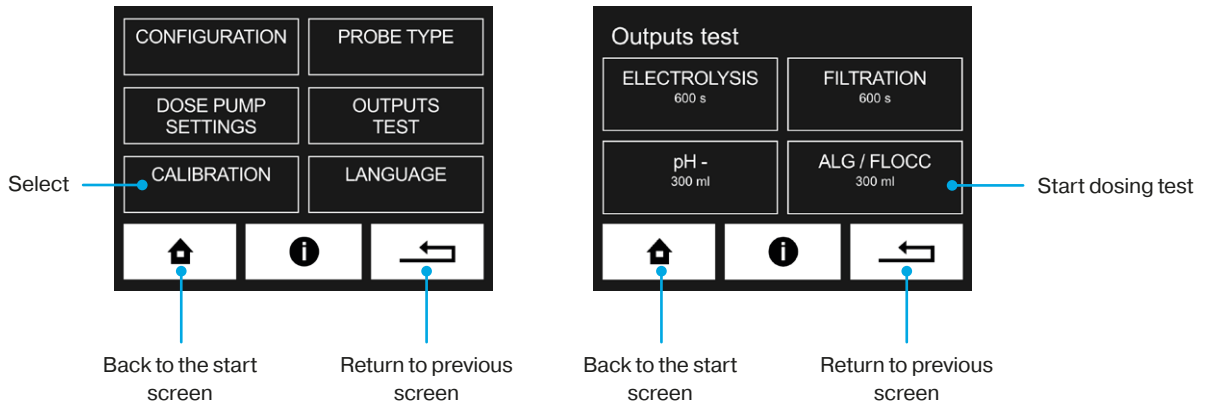 CONFIGURATION
PROBE TYPE
DOSE PUMP
SETTINGS
OUTPUTS
TEST
CALIBRATION
LANGUAGE
Select
Back to the start
screen
Return to previous
screen
Outputs test
ELECTROLYSIS
600 s
FILTRATION
600 s
pH -
300 ml
ALG / FLOCC
300 ml
Start dosing test
Back to the start
screen
Return to previous
screen